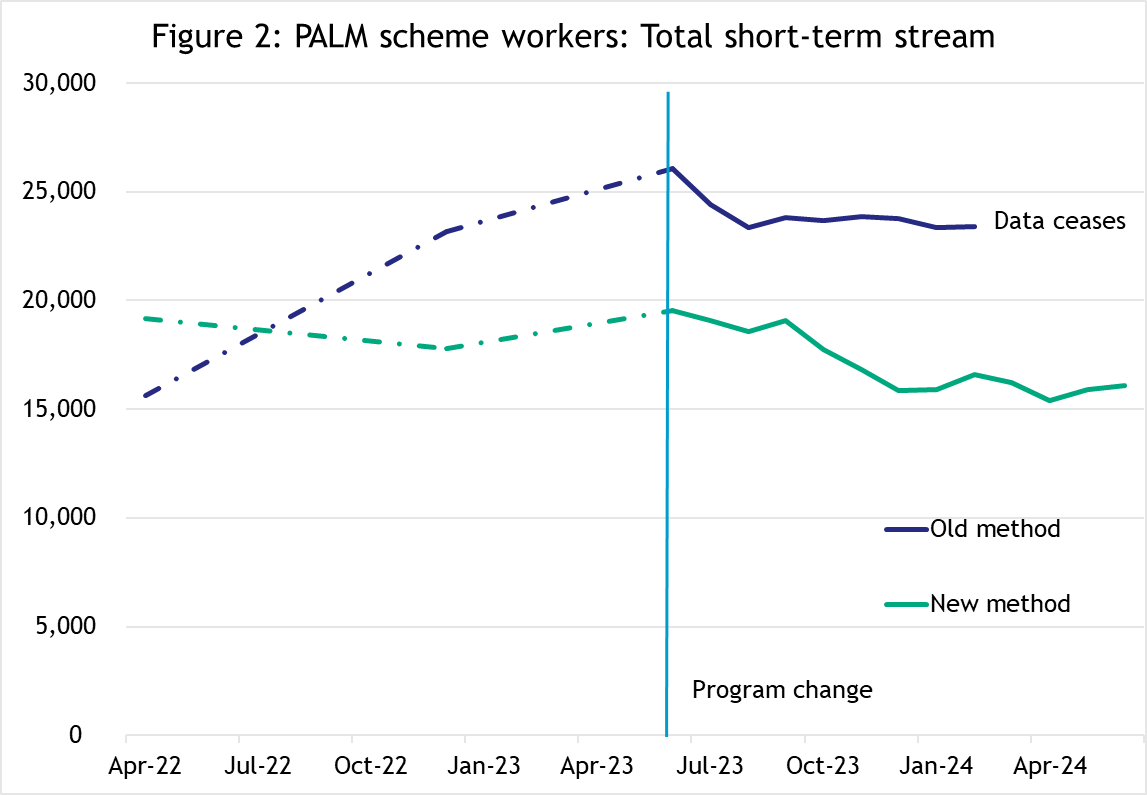 Figure 2: PALM scheme workers: Total short-term stream
30,000
25,000
20,000
15,000
10,000
5,000
0
Data ceases
Old method
New method
Program change
Apr-22 Jul-22 Oct-22 Jan-23 Apr-23 Jul-23 Oct-23 Jan-24 Apr-24